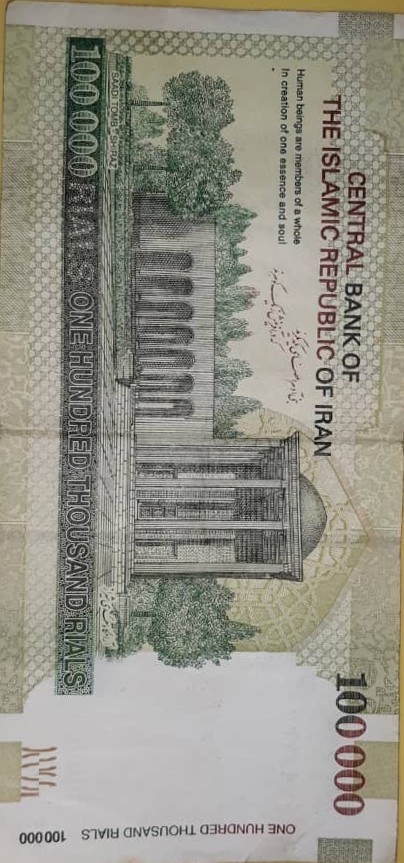 CENTRAL BANK OF
THE ISLAMIC REPUBLIC OF IRAN
100 000
Human beings are members of a whole
In creation of one essence and soul
بنی آدم اعضای یکدیگرند
که در آفرینش ز یک گوهرند
ONE HUNDRED THOUSAND RIALS 100 000
SAADI TOMB - SHIRAZ
آرامگاه سعدی شیراز
100 000 RIALS ONE HUNDRED THOUSAND RIALS